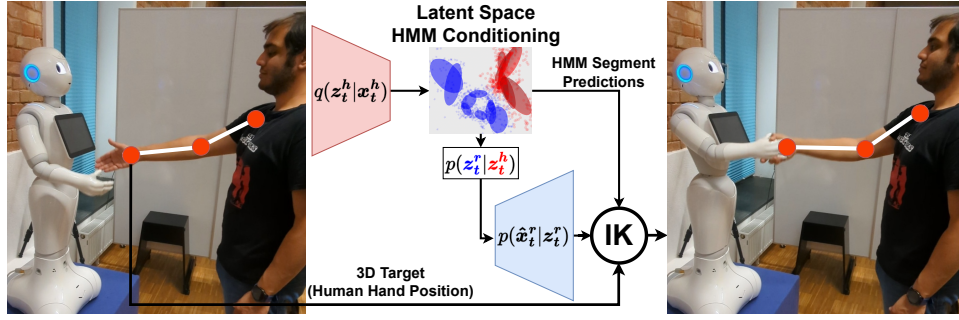 Latent Space
HMM Conditioning
q(z_t^h|x_t^h)
HMM Segment
Predictions
p(z_t^r|z_t^h)
p(x̂_t^r|z_t^r)
IK
3D Target
(Human Hand Position)